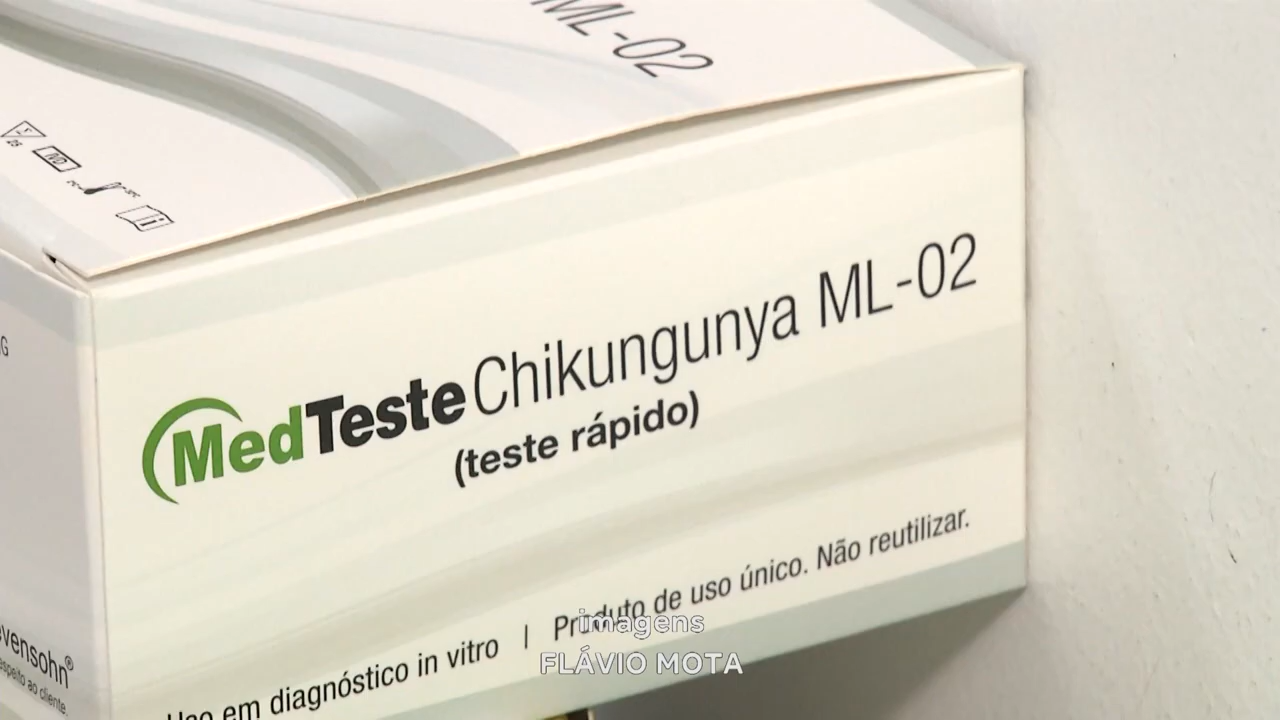 ML-02
IVD
MedTeste Chikungunya ML-02
(teste rápido)
Uso em diagnóstico in vitro | Produto de uso único. Não reutilizar.
imagens
FLÁVIO MOTA